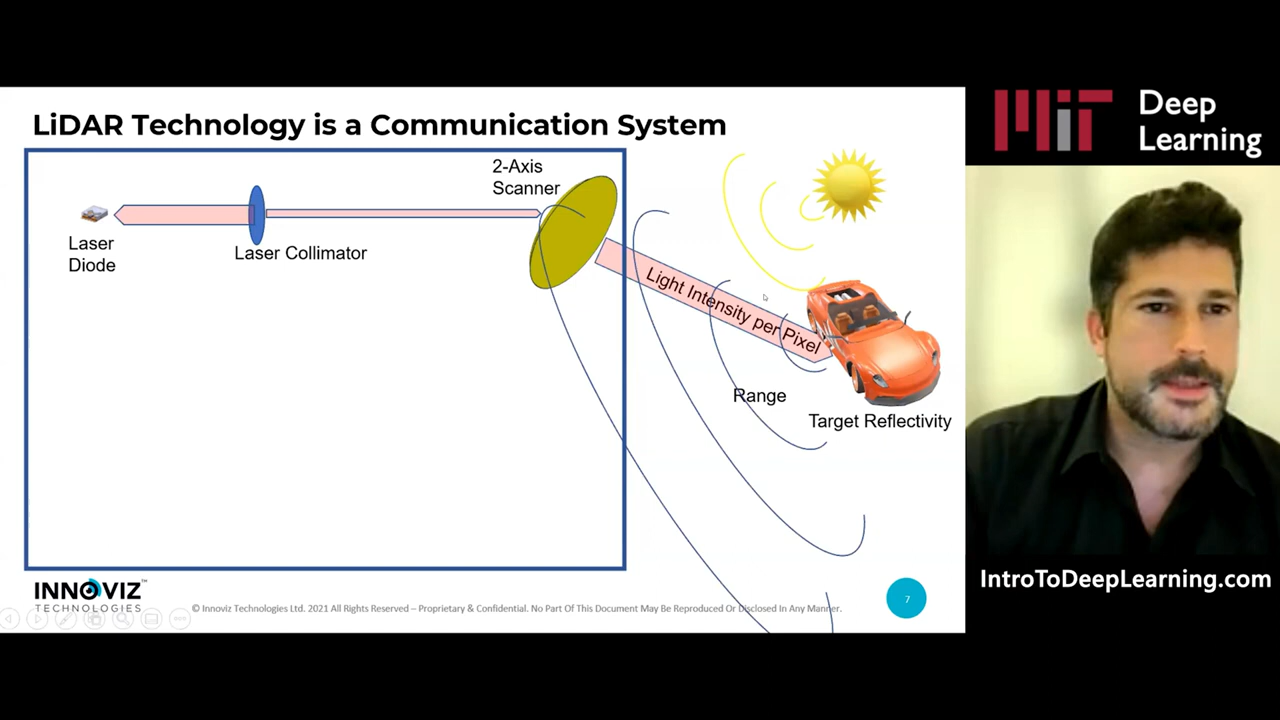 LiDAR Technology is a Communication System
2-Axis
Scanner
Laser
Diode
Laser Collimator
Light Intensity per Pixel
Range
Target Reflectivity
INNOVIZ™
TECHNOLOGIES
© Innoviz Technologies Ltd. 2021 All Rights Reserved – Proprietary & Confidential. No Part Of This Document May Be Reproduced Or Disclosed In Any Manner.
7
MIT
Deep
Learning
IntroToDeepLearning.com